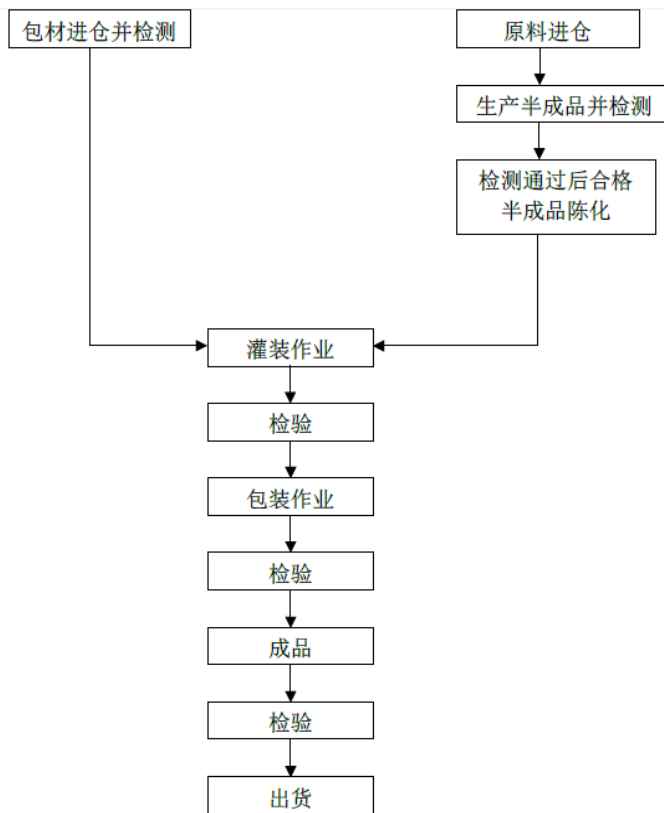 包材进仓并检测
原料进仓
生产半成品并检测
检测通过后合格
半成品陈化
灌装作业
检验
包装作业
检验
成品
检验
出货